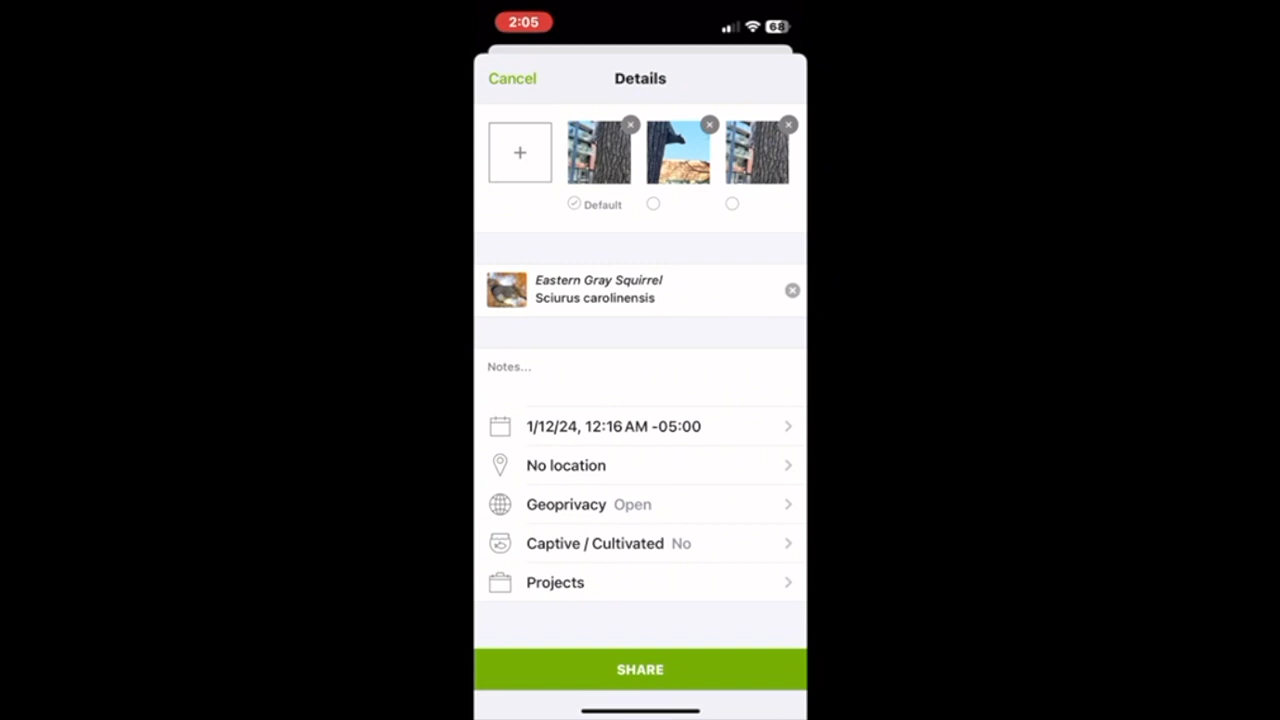 2:05
68
Cancel
Details
Default
Eastern Gray Squirrel
Sciurus carolinensis
Notes...
1/12/24, 12:16 AM -05:00
No location
Geoprivacy Open
Captive / Cultivated No
Projects
SHARE